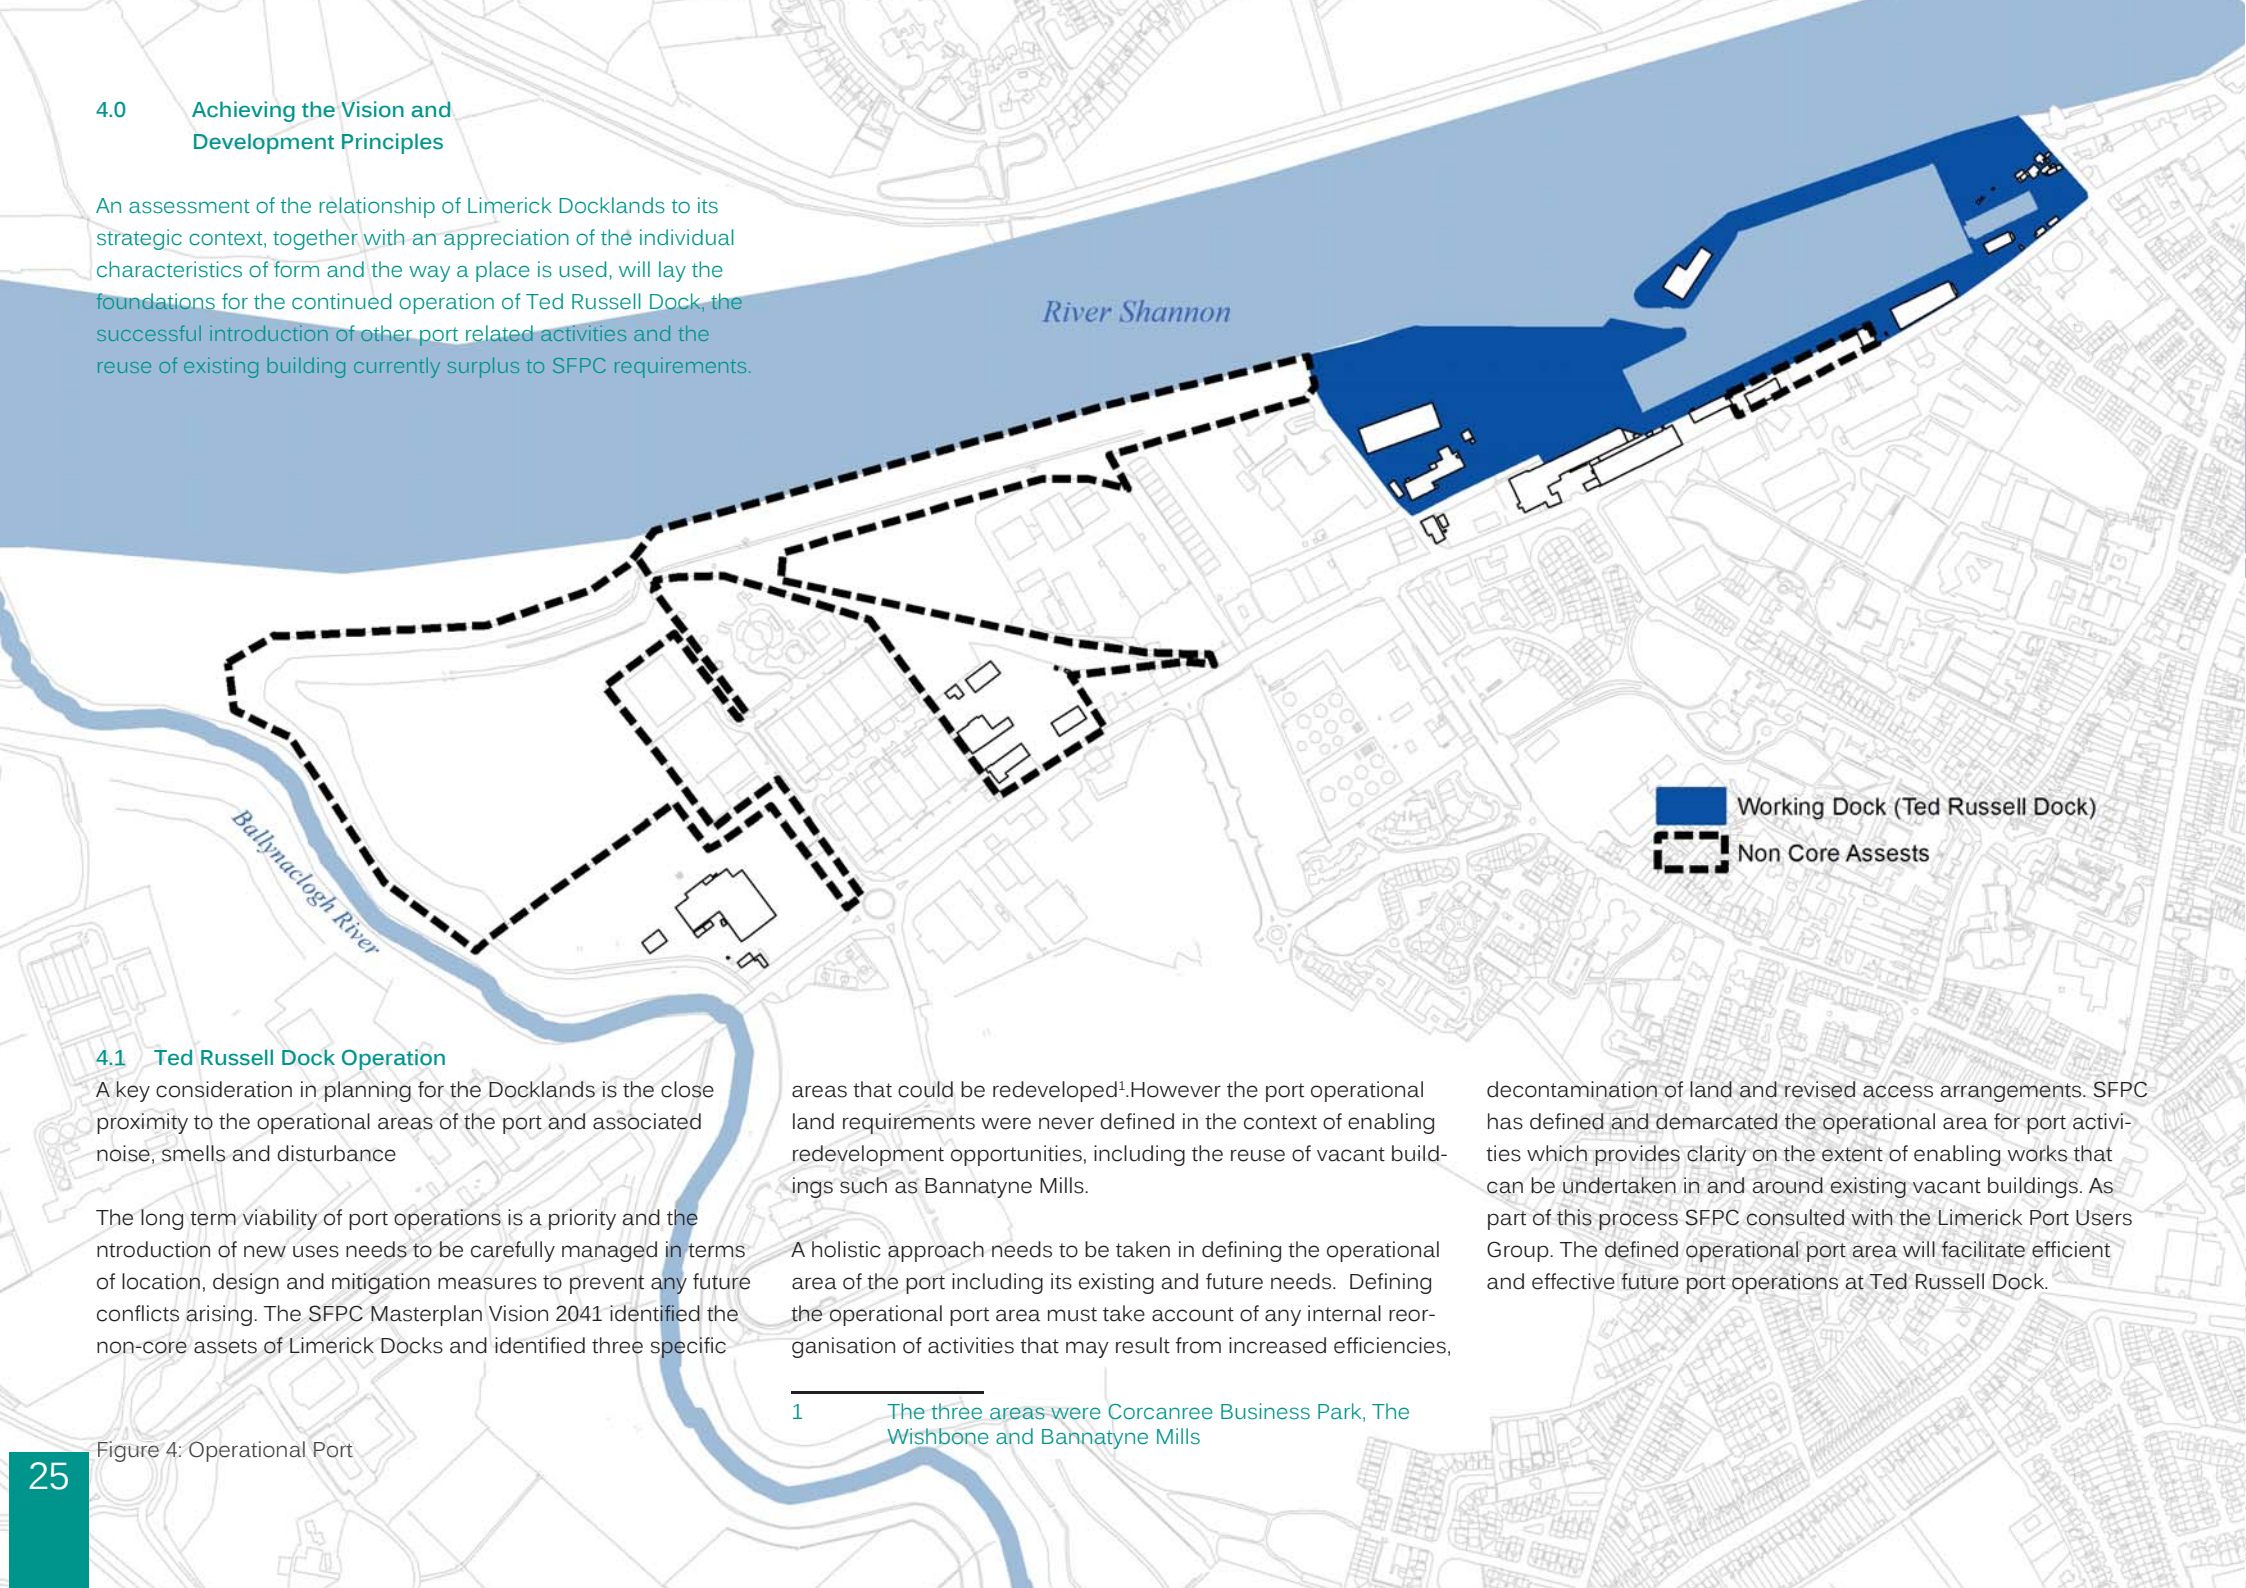 4.0 Achieving the Vision and
Development Principles
An assessment of the relationship of Limerick Docklands to its
strategic context, together with an appreciation of the individual
characteristics of form and the way a place is used, will lay the
foundations for the continued operation of Ted Russell Dock, the
successful introduction of other port related activities and the
reuse of existing building currently surplus to SFPC requirements.
River Shannon
Working Dock (Ted Russell Dock)
Non Core Assests
Ballynaclogh River
4.1 Ted Russell Dock Operation
A key consideration in planning for the Docklands is the close
proximity to the operational areas of the port and associated
noise, smells and disturbance
The long term viability of port operations is a priority and the
ntroduction of new uses needs to be carefully managed in terms
of location, design and mitigation measures to prevent any future
conflicts arising. The SFPC Masterplan Vision 2041 identified the
non-core assets of Limerick Docks and identified three specific
areas that could be redeveloped¹.However the port operational
land requirements were never defined in the context of enabling
redevelopment opportunities, including the reuse of vacant build-
ings such as Bannatyne Mills.
A holistic approach needs to be taken in defining the operational
area of the port including its existing and future needs.  Defining
the operational port area must take account of any internal reor-
ganisation of activities that may result from increased efficiencies,
decontamination of land and revised access arrangements. SFPC
has defined and demarcated the operational area for port activi-
ties which provides clarity on the extent of enabling works that
can be undertaken in and around existing vacant buildings. As
part of this process SFPC consulted with the Limerick Port Users
Group. The defined operational port area will facilitate efficient
and effective future port operations at Ted Russell Dock.
1 The three areas were Corcanree Business Park, The
Wishbone and Bannatyne Mills
Figure 4: Operational Port
25